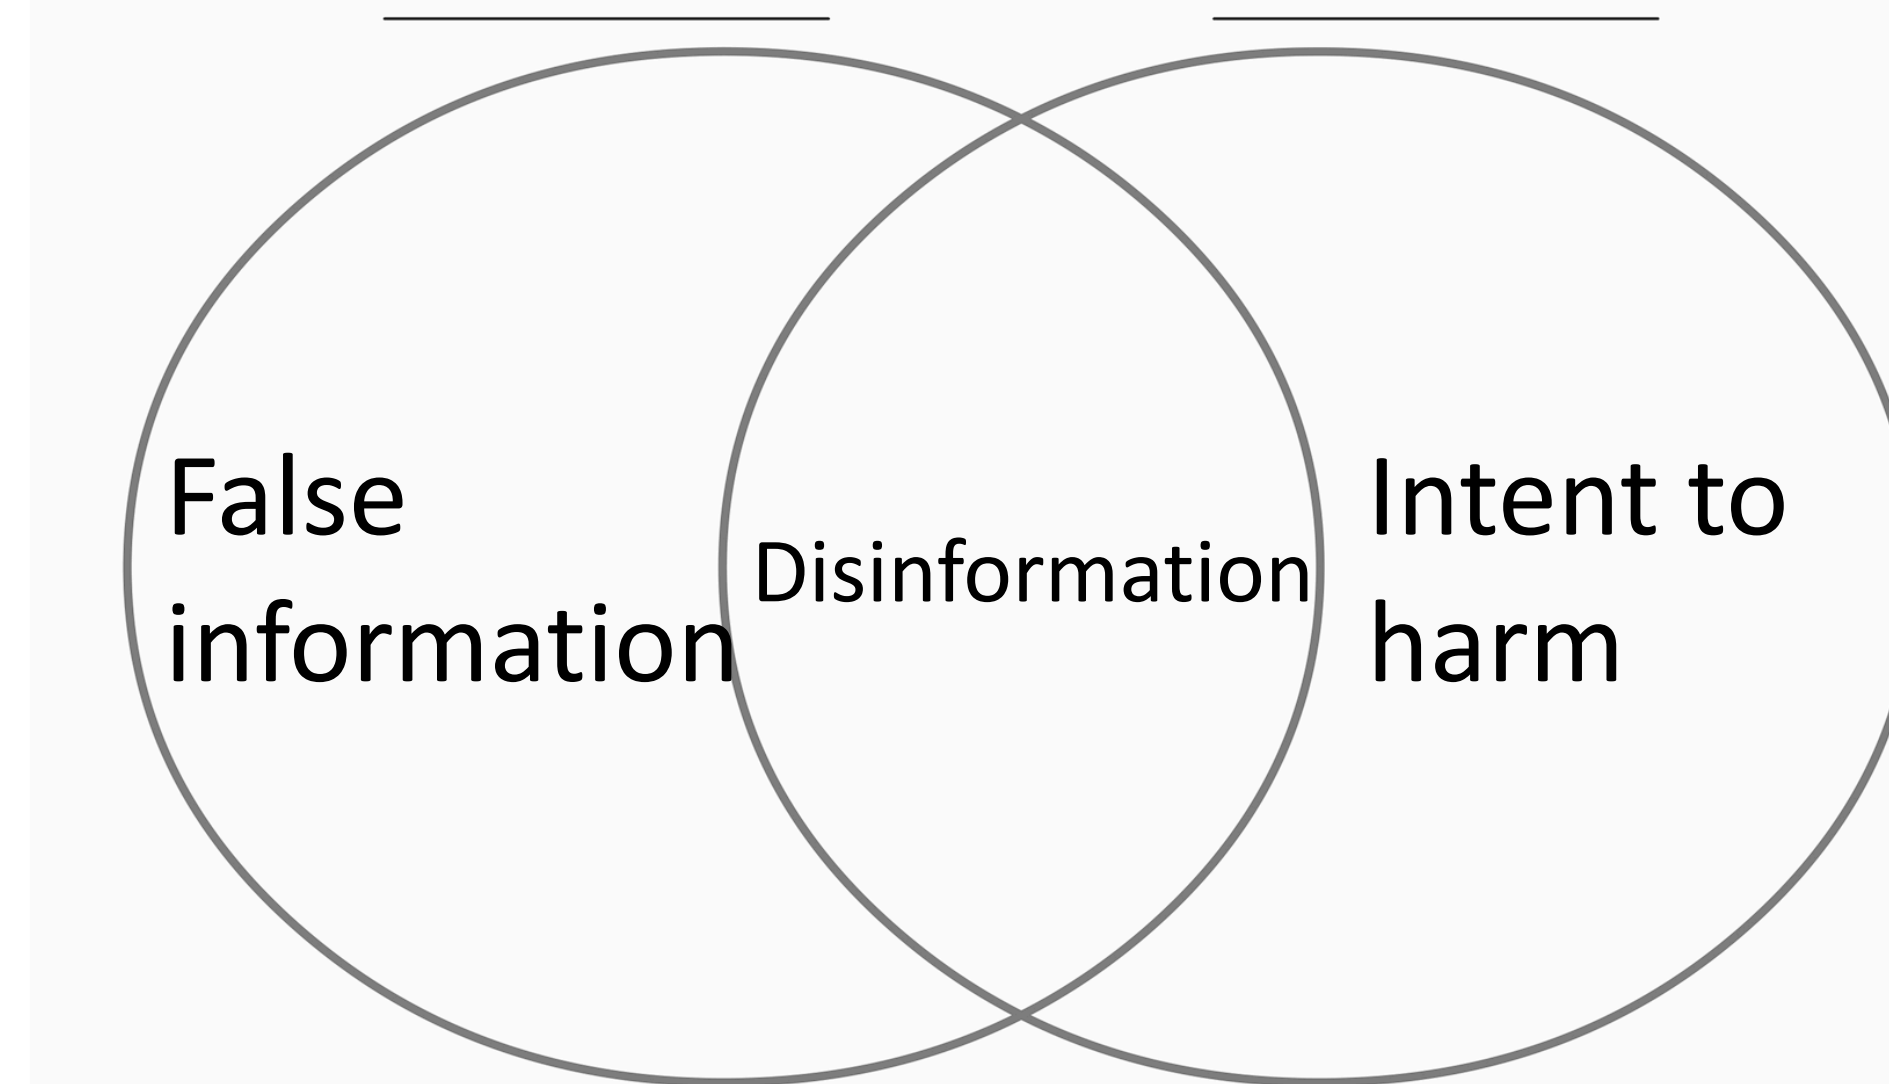 False
information
Disinformation
Intent to
harm